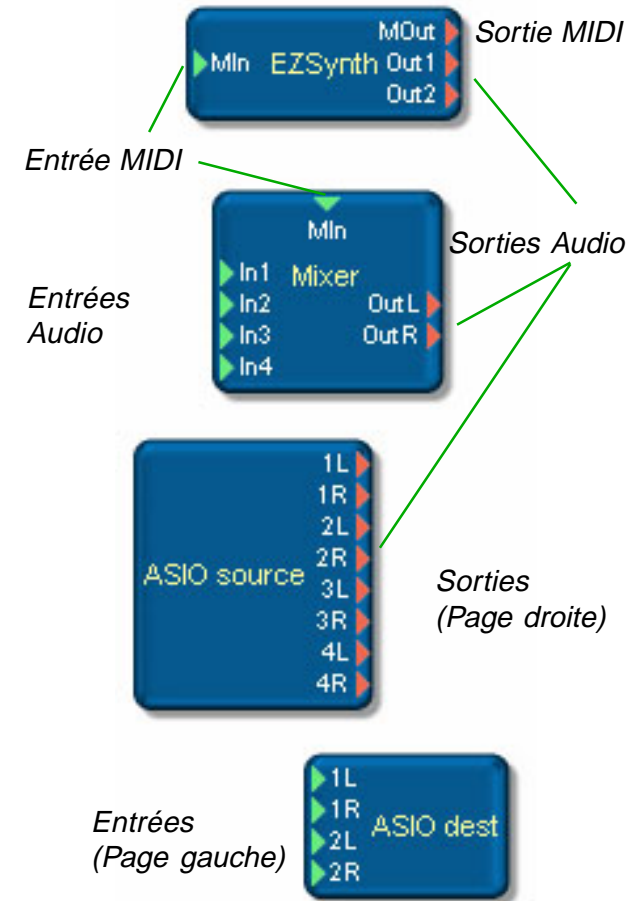 MOut
Sortie MIDI
MIn
EZSynth
Out1
Out2
Entrée MIDI
MIn
Sorties Audio
In1
Mixer
Entrées
Audio
In2
OutL
In3
OutR
In4
1L
1R
2L
2R
ASIO source
3L
3R
4L
4R
Sorties
(Page droite)
1L
1R
ASIO dest
2L
2R
Entrées
(Page gauche)